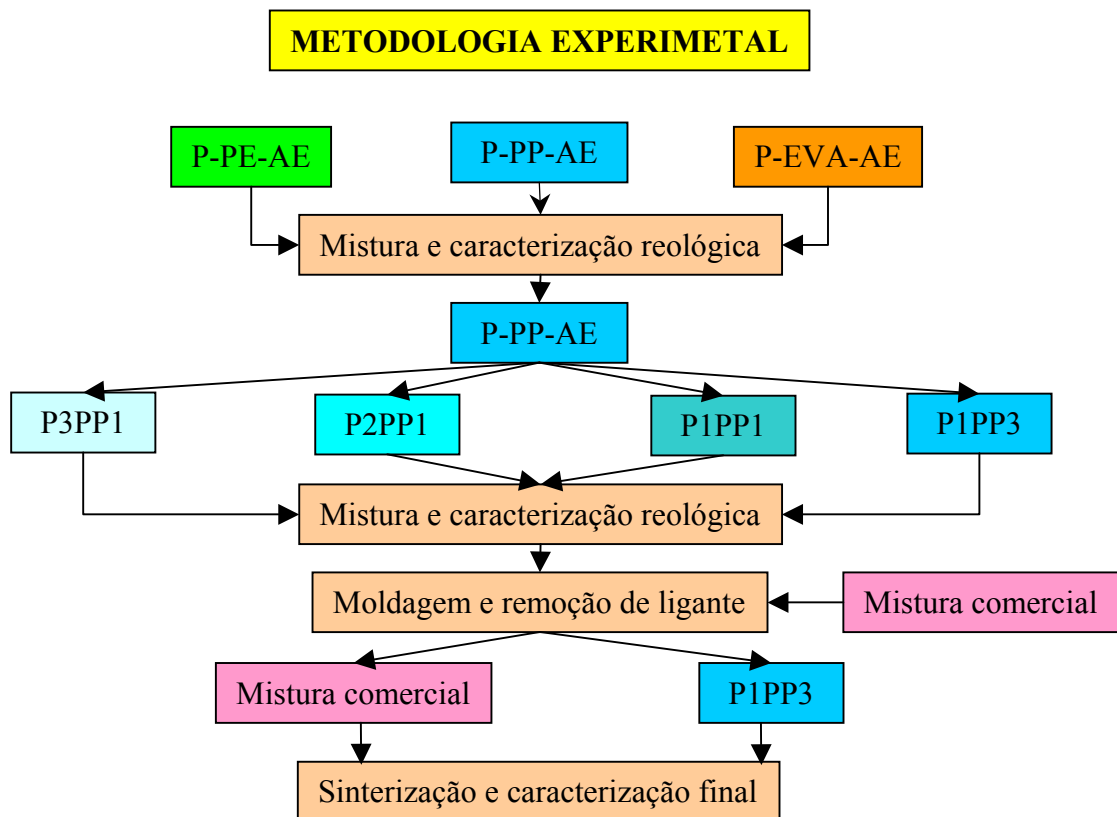 METODOLOGIA EXPERIMETAL
P-PE-AE
P-PP-AE
P-EVA-AE
Mistura e caracterização reológica
P-PP-AE
P3PP1
P2PP1
P1PP1
P1PP3
Mistura e caracterização reológica
Moldagem e remoção de ligante
Mistura comercial
Mistura comercial
P1PP3
Sinterização e caracterização final